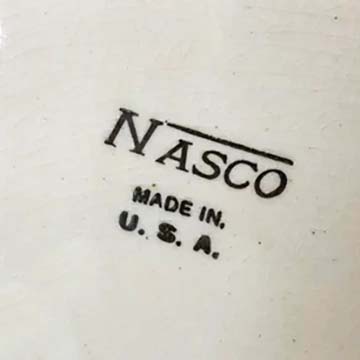 NASCO
MADE IN.
U. S. A.